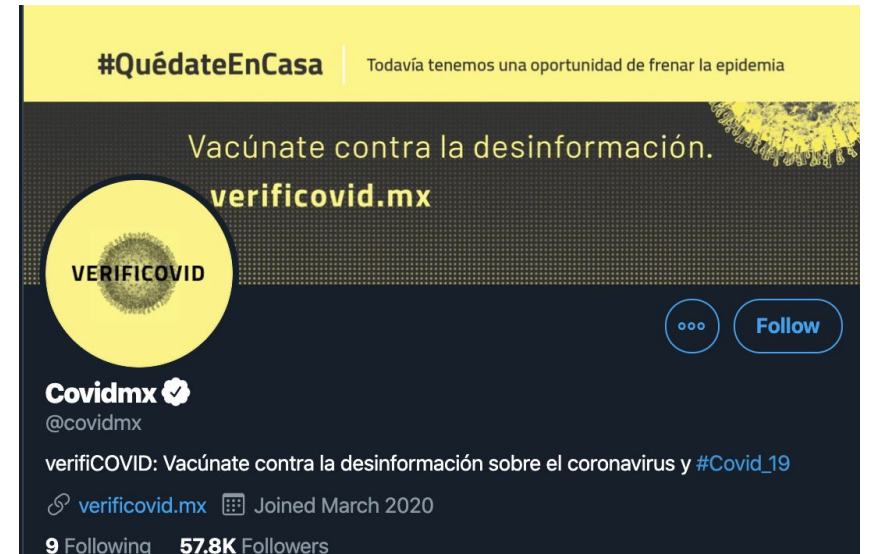 #QuédateEnCasa
Todavía tenemos una oportunidad de frenar la epidemia
Vacúnate contra la desinformación.
verificovid.mx
VERIFICOVID
Follow
Covidmx
@covidmx
verifiCOVID: Vacúnate contra la desinformación sobre el coronavirus y #Covid_19
verificovid.mx Joined March 2020
9 Following 57.8K Followers